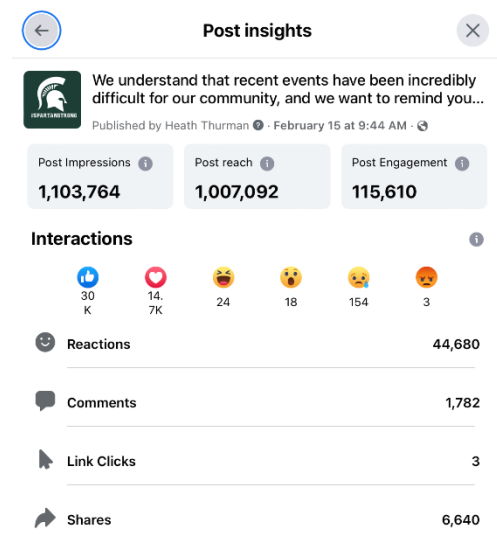 Post insights
We understand that recent events have been incredibly
difficult for our community, and we want to remind you...
#SPARTANSTRONG
Published by Heath Thurman · February 15 at 9:44 AM ·
Post Impressions
Post reach
Post Engagement
1,103,764
1,007,092
115,610
Interactions
30
K
14.
7K
24
18
154
3
Reactions
44,680
Comments
1,782
Link Clicks
3
Shares
6,640